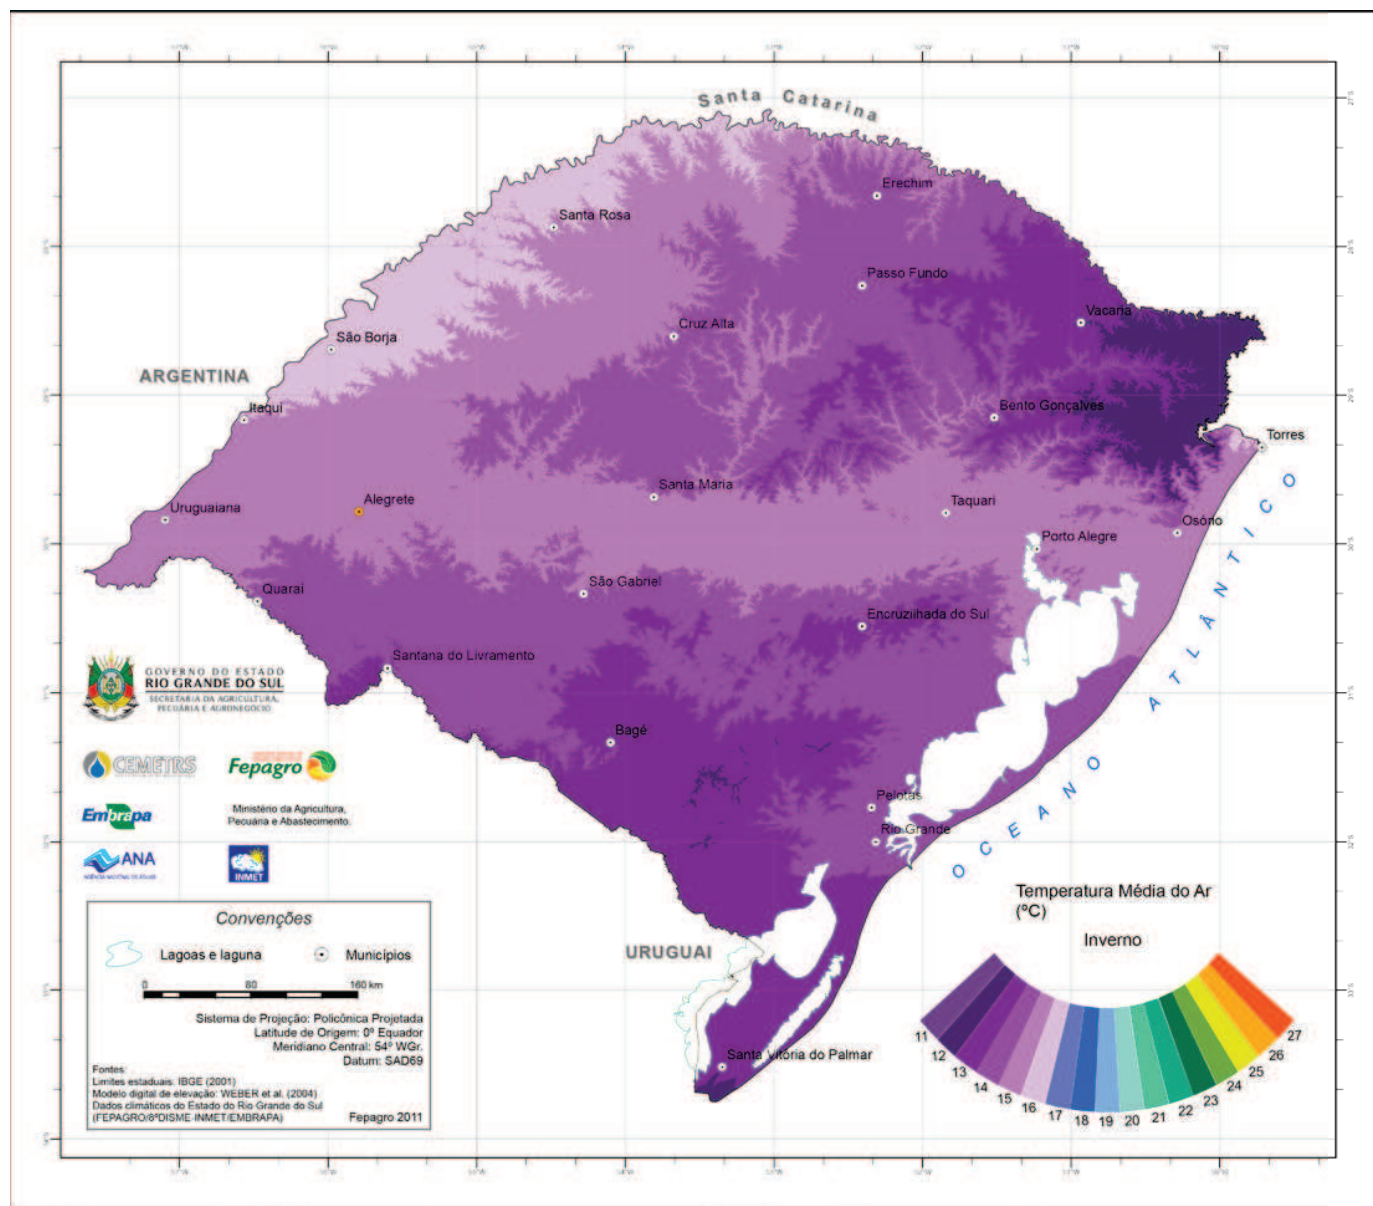 Santa Catarina
Erechim
Santa Rosa
Passo Fundo
Vacaria
Cruz Alta
São Borja
ARGENTINA
Itaqui
Bento Gonçalves
Torres
Santa Maria
Uruguaiana
Alegrete
Taquari
Osório
Porto Alegre
Quarai
São Gabriel
Encruzilhada do Sul
OCEANO ATLÂNTICO
Santana do Livramento
Bagé
Pelotas
Rio Grande
URUGUAI
Santa Vitória do Palmar
GOVERNO DO ESTADO
RIO GRANDE DO SUL
SECRETARIA DA AGRICULTURA,
PECUÁRIA E AGRONEGÓCIO
CEMETRS
Fepagro
Embrapa
Ministério da Agricultura,
Pecuária e Abastecimento.
ANA
INMET
Convenções
Lagoas e laguna
Municípios
0 80 160 km
Sistema de Projeção: Policônica Projetada
Latitude de Origem: 0º Equador
Meridiano Central: 54º WGr.
Datum: SAD69
Fontes:
Limites estaduais: IBGE (2001)
Modelo digital de elevação: WEBER et al. (2004)
Dados climáticos do Estado do Rio Grande do Sul
(FEPAGRO/8ºDISME-INMET/EMBRAPA)
Fepagro 2011
Temperatura Média do Ar
(ºC)
Inverno
11 12 13 14 15 16 17 18 19 20 21 22 23 24 25 26 27